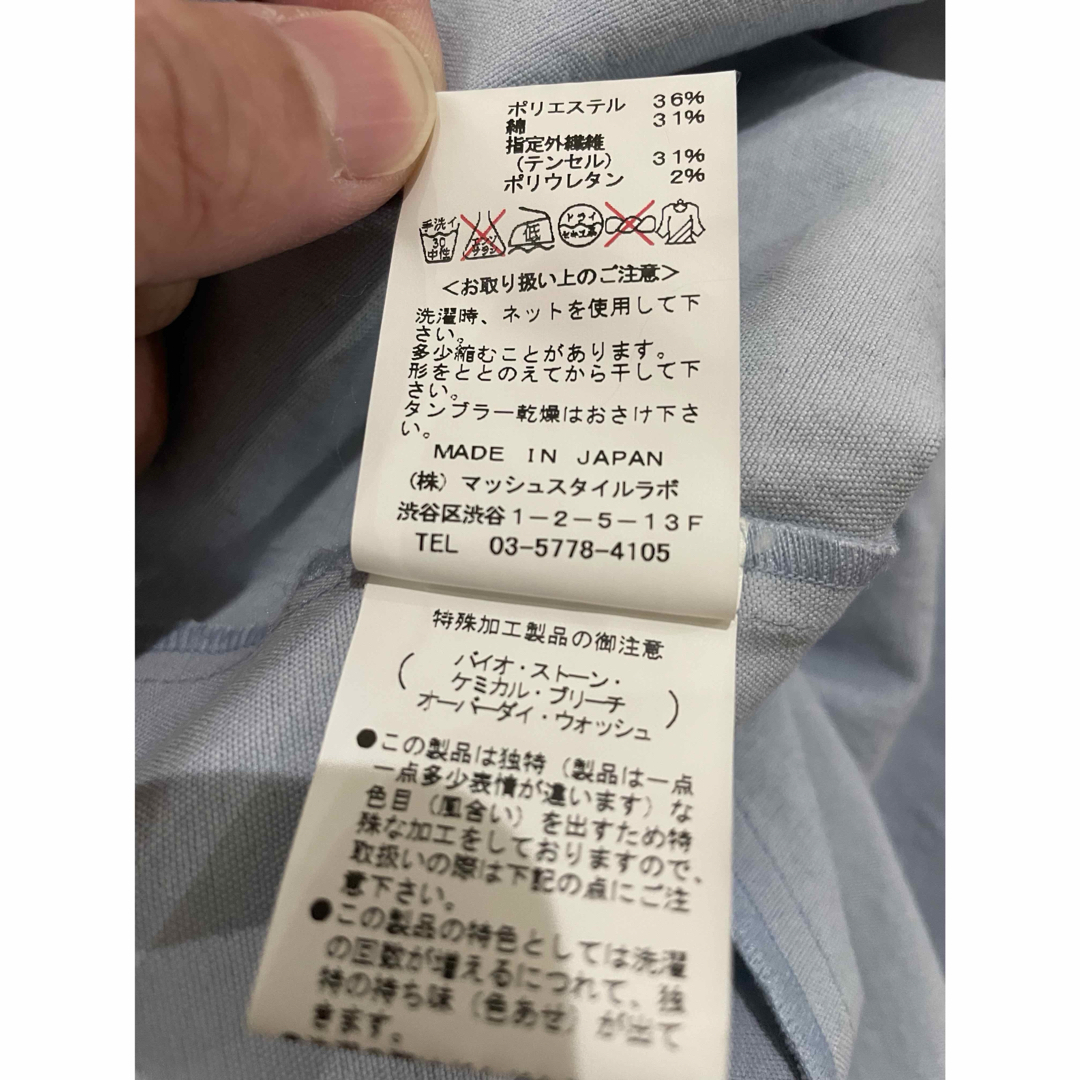 ポリエステル 36%
綿 31%
指定外繊維
(テンセル) 31%
ポリウレタン 2%
手洗イ
30
中性
エンソ
サラシ
低
ドライ
セキユ系
<お取り扱い上のご注意>
洗濯時、ネットを使用して下
さい。
多少縮むことがあります。
形をととのえてから干して下
さい。
タンブラー乾燥はおさけ下さ
い。
MADE IN JAPAN
(株) マッシュスタイルラボ
渋谷区渋谷1-2-5-13F
TEL 03-5778-4105
特殊加工製品の御注意
(バイオ・ストーン・
ケミカル・ブリーチ
オーバーダイ・ウォッシュ)
●この製品は独特(製品は一点
一点多少表情が違います)な
色目(風合い)を出すため特
殊な加工をしておりますので、
取扱いの際は下記の点にご注
意下さい。
●この製品の特色としては洗濯
の回数が増えるにつれて、独
特の持ち味(色あせ)が出て
きます。